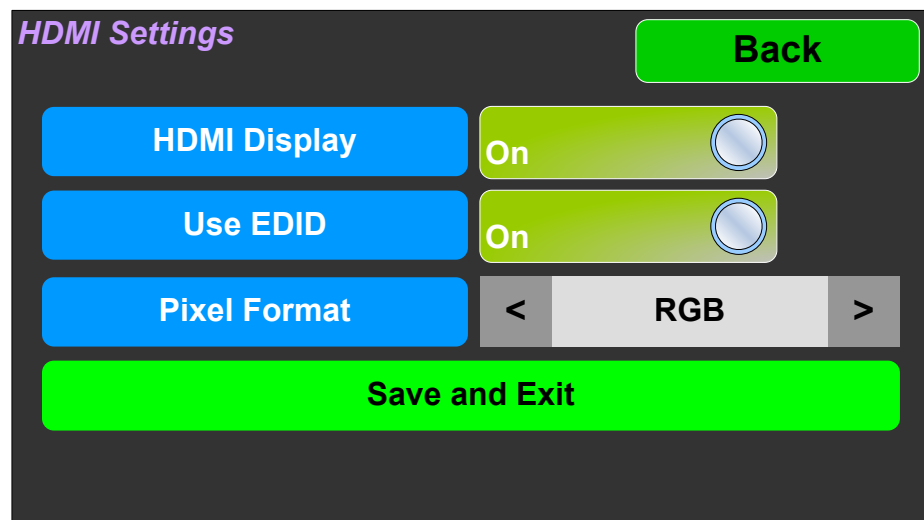 HDMI Settings
Back
HDMI Display
On
Use EDID
On
Pixel Format
<
RGB
>
Save and Exit